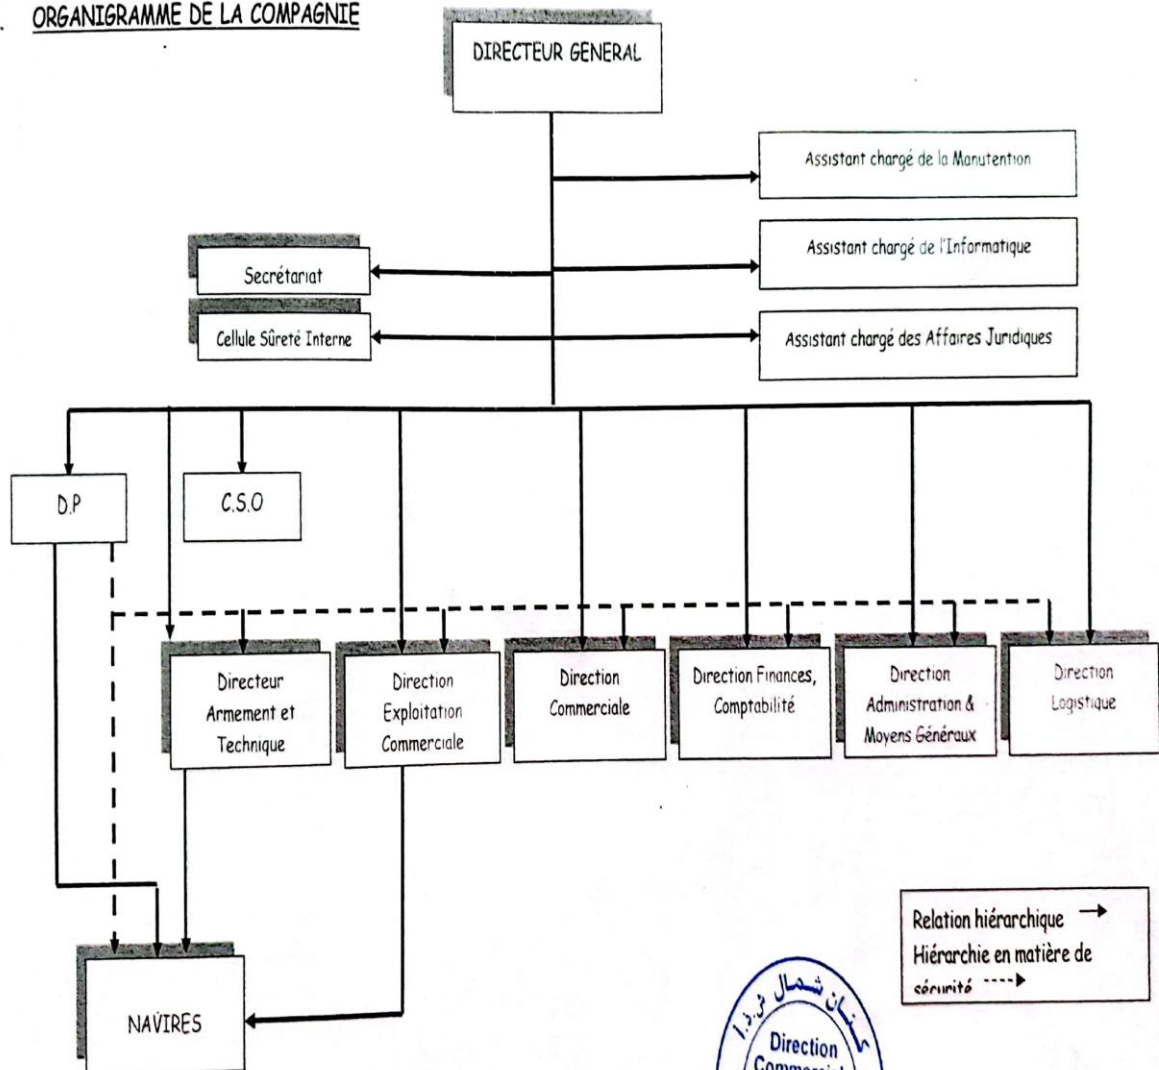 ORGANIGRAMME DE LA COMPAGNIE
DIRECTEUR GENERAL
Assistant chargé de la Manutention
Assistant chargé de l'Informatique
Secrétariat
Cellule Sûreté Interne
Assistant chargé des Affaires Juridiques
D.P
C.S.O
Directeur
Armement et
Technique
Direction
Exploitation
Commerciale
Direction
Commerciale
Direction Finances,
Comptabilité
Direction
Administration &
Moyens Généraux
Direction
Logistique
Relation hiérarchique
Hiérarchie en matière de
sécurité
NAVIRES
شمال ش.ذ.ا
Direction